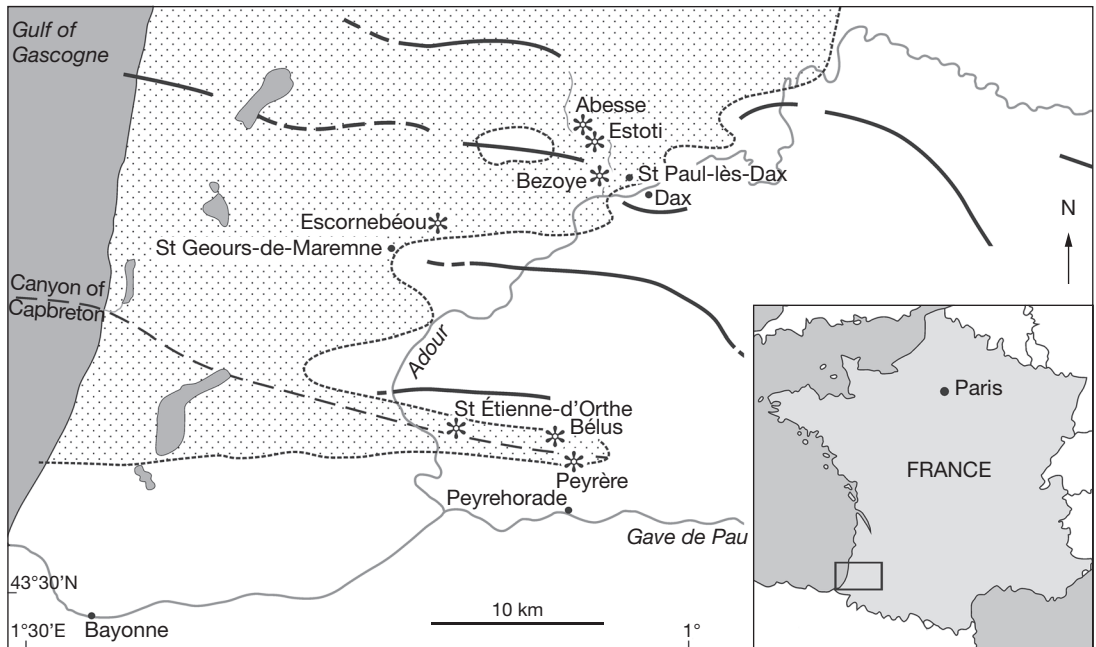 Gulf of
Gascogne
Abesse
Estoti
Bezoye
St Paul-lès-Dax
Dax
Escornebéou
St Geours-de-Maremne
N
Canyon of
Capbreton
Adour
Paris
St Étienne-d'Orthe
Bélus
FRANCE
Peyrère
Peyrehorade
Gave de Pau
43°30'N
10 km
1°30'E
Bayonne
1°